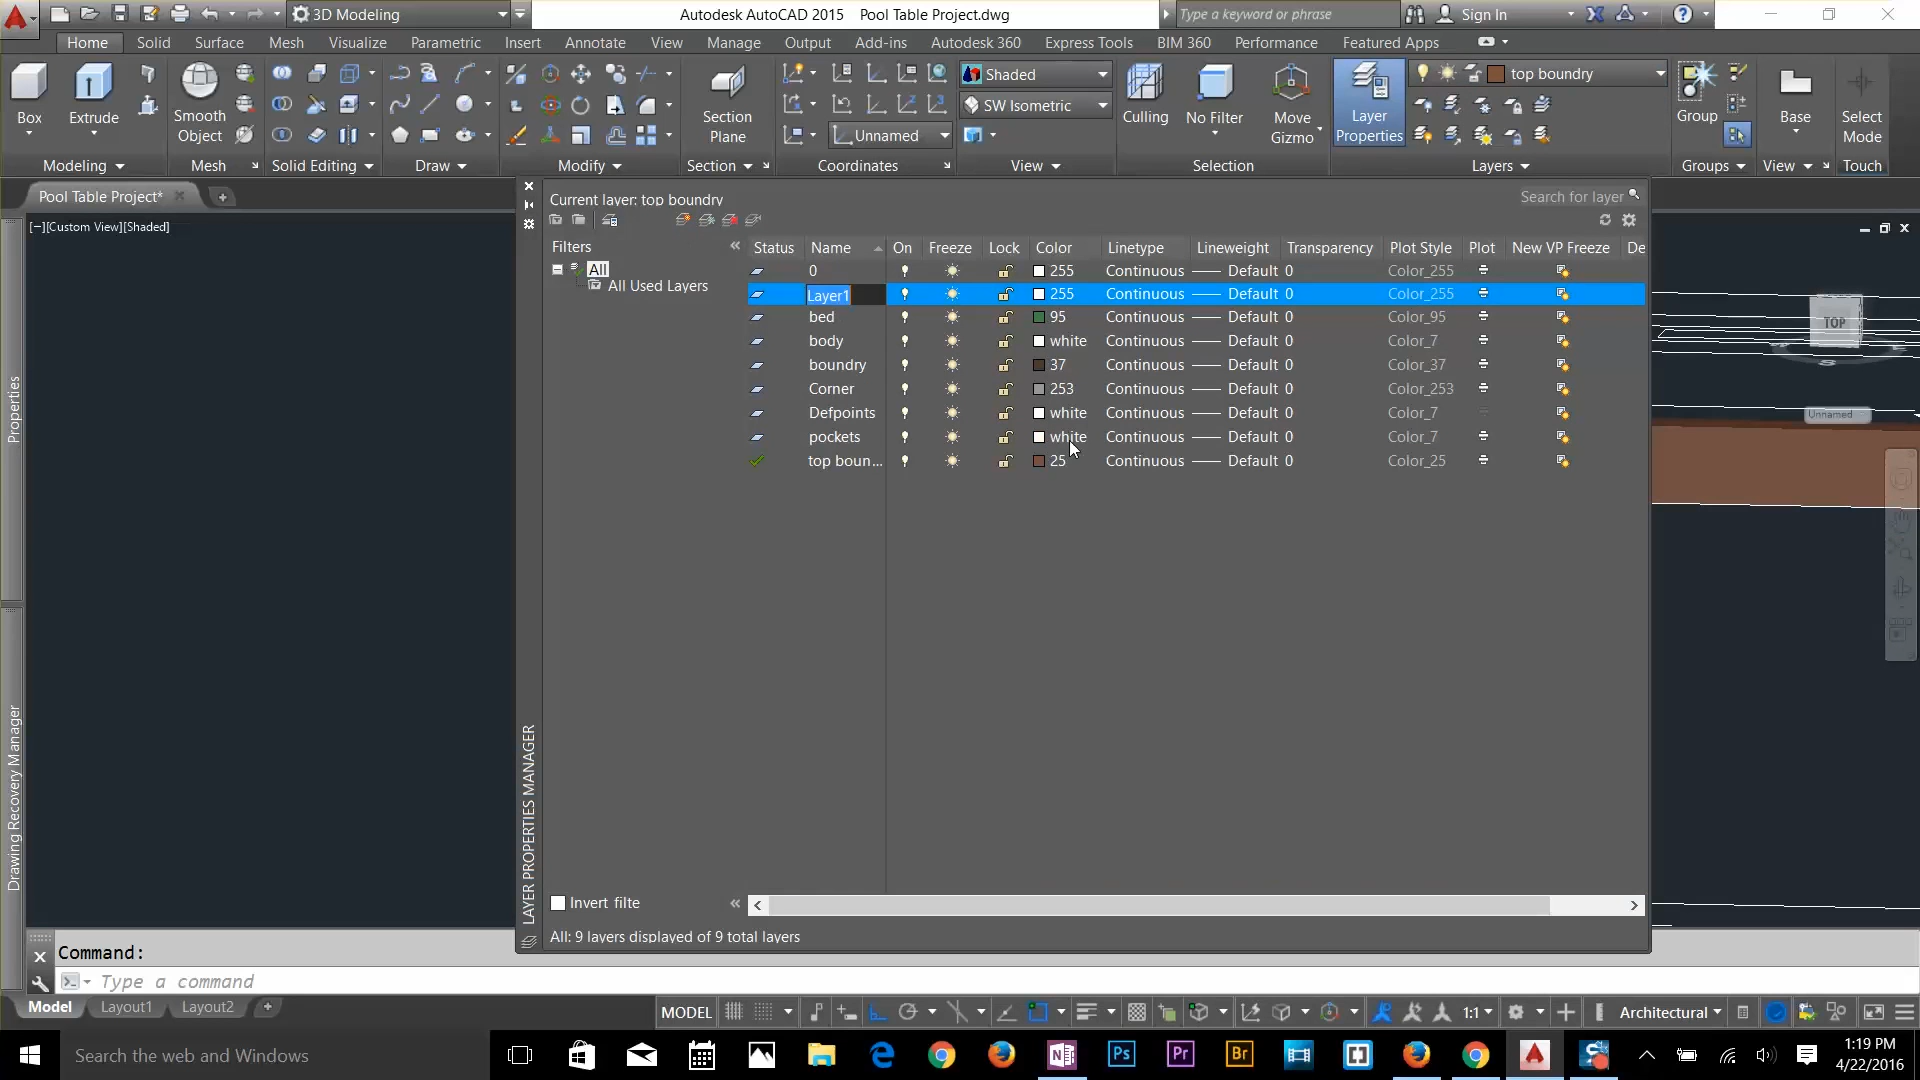 3D Modeling
Autodesk AutoCAD 2015 Pool Table Project.dwg
Type a keyword or phrase
Sign In
Home Solid Surface Mesh Visualize Parametric Insert Annotate View Manage Output Add-ins Autodesk 360 Express Tools BIM 360 Performance Featured Apps
Box
Extrude
Smooth Object
Section Plane
Unnamed
Shaded
SW Isometric
Culling
No Filter
Move Gizmo
Layer Properties
top boundry
Group
Base
Select Mode
Modeling Mesh Solid Editing Draw Modify Section Coordinates View Selection Layers Groups View Touch
Pool Table Project*
[−][Custom View][Shaded]
Current layer: top boundry
Search for layer
Filters
All
All Used Layers
Status Name On Freeze Lock Color Linetype Lineweight Transparency Plot Style Plot New VP Freeze De
0 255 Continuous Default 0 Color_255
Layer1 255 Continuous Default 0 Color_255
bed 95 Continuous Default 0 Color_95
body white Continuous Default 0 Color_7
boundry 37 Continuous Default 0 Color_37
Corner 253 Continuous Default 0 Color_253
Defpoints white Continuous Default 0 Color_7
pockets white Continuous Default 0 Color_7
top boun... 25 Continuous Default 0 Color_25
Invert filte
All: 9 layers displayed of 9 total layers
LAYER PROPERTIES MANAGER
Properties
Drawing Recovery Manager
TOP
S
Unnamed
Command:
Type a command
Model Layout1 Layout2
MODEL
1:1
Architectural
Search the web and Windows
Ps
Pr
Br
1:19 PM
4/22/2016